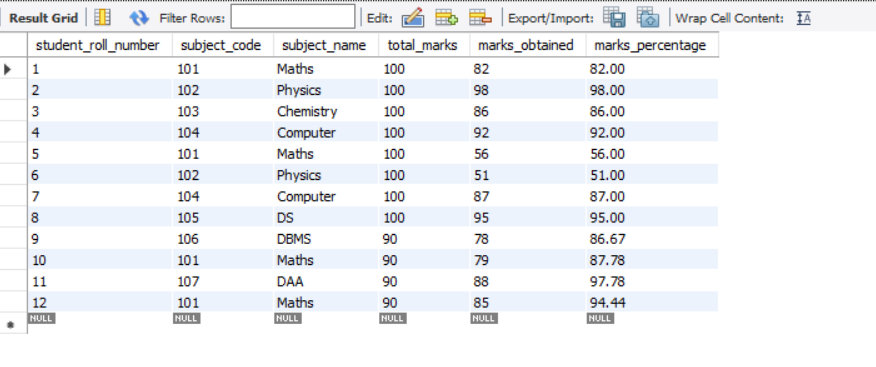 Result Grid Filter Rows: Edit: Export/Import: Wrap Cell Content: IA
student_roll_number subject_code subject_name total_marks marks_obtained marks_percentage
1 101 Maths 100 82 82.00
2 102 Physics 100 98 98.00
3 103 Chemistry 100 86 86.00
4 104 Computer 100 92 92.00
5 101 Maths 100 56 56.00
6 102 Physics 100 51 51.00
7 104 Computer 100 87 87.00
8 105 DS 100 95 95.00
9 106 DBMS 90 78 86.67
10 101 Maths 90 79 87.78
11 107 DAA 90 88 97.78
12 101 Maths 90 85 94.44
NULL NULL NULL NULL NULL NULL